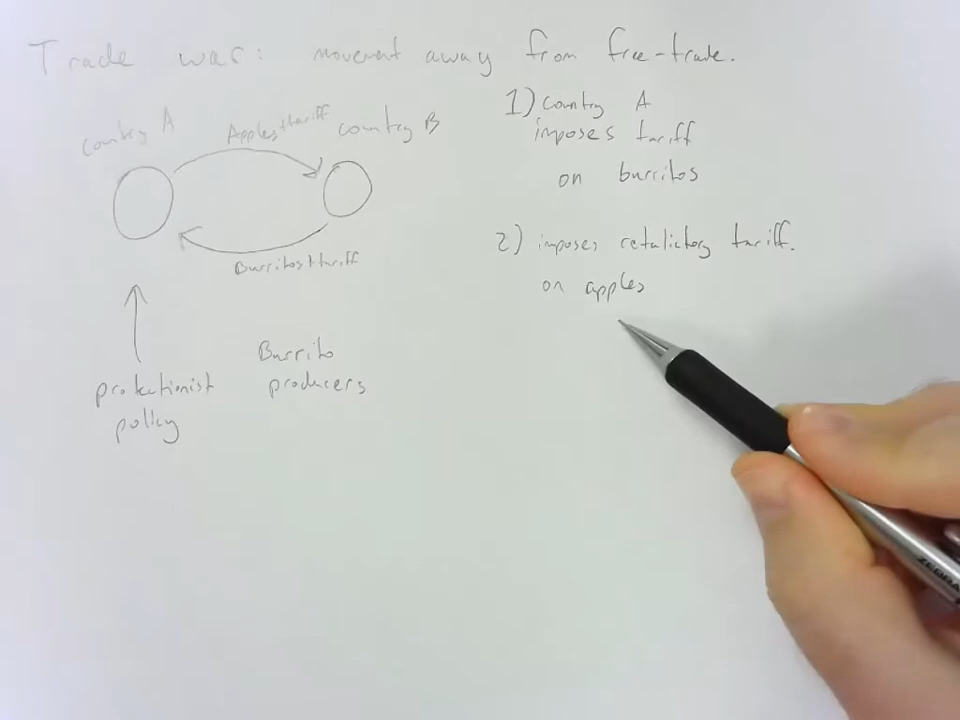 Trade war: movement away from free-trade.
country A
Apples+tariff
country B
Burritos+tariff
protectionist
policy
Burrito
producers
1) country A
imposes tariff
on burritos
2) imposes retaliatory tariff.
on apples
ZEBRA